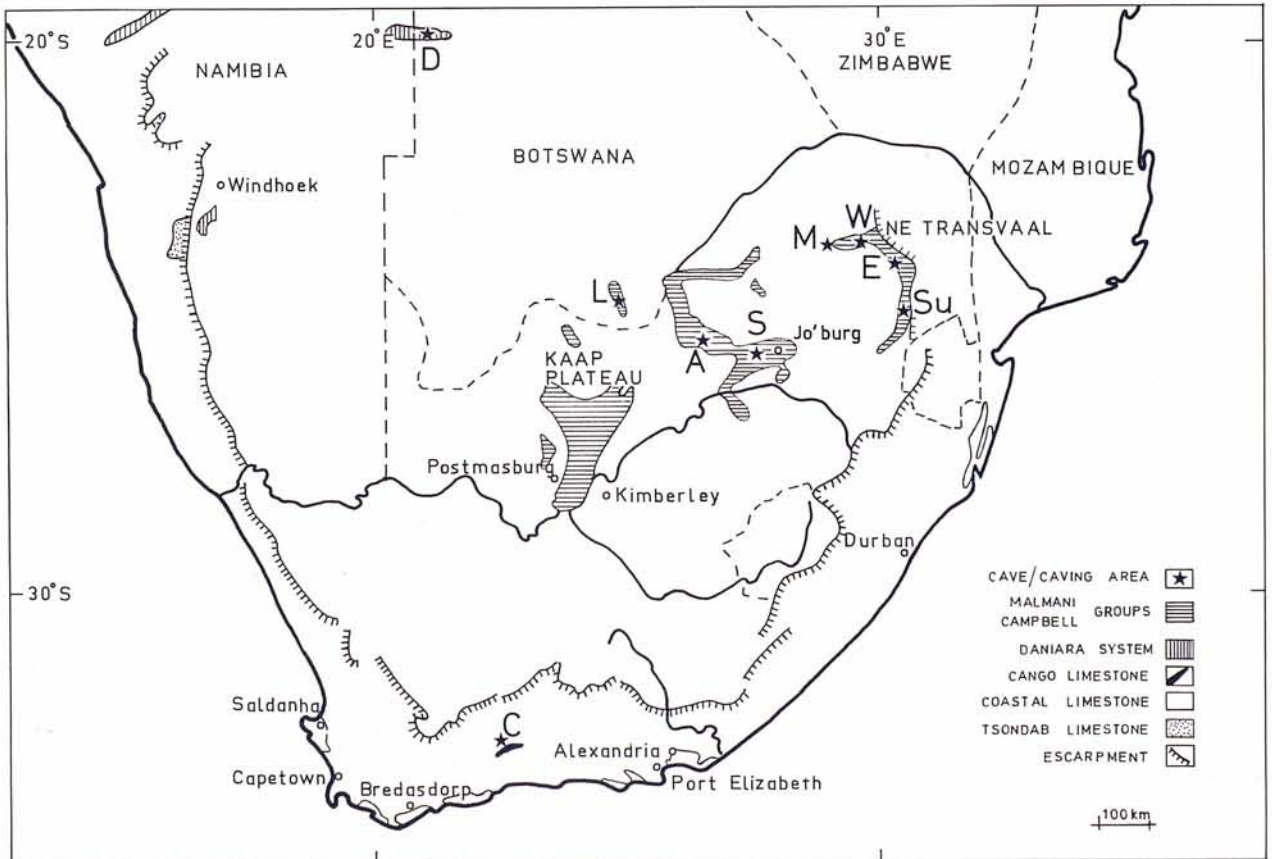 20°S
20°E
30°E
D
NAMIBIA
ZIMBABWE
BOTSWANA
MOZAMBIQUE
Windhoek
W
M
NE TRANSVAAL
E
L
Su
S
Jo'burg
A
KAAP
PLATEAU
Postmasburg
Kimberley
Durban
30°S
CAVE/CAVING AREA
MALMANI
CAMPBELL GROUPS
DANIARA SYSTEM
CANGO LIMESTONE
COASTAL LIMESTONE
TSONDAB LIMESTONE
ESCARPMENT
Saldanha
C
Alexandria
Capetown
Bredasdorp
Port Elizabeth
100km